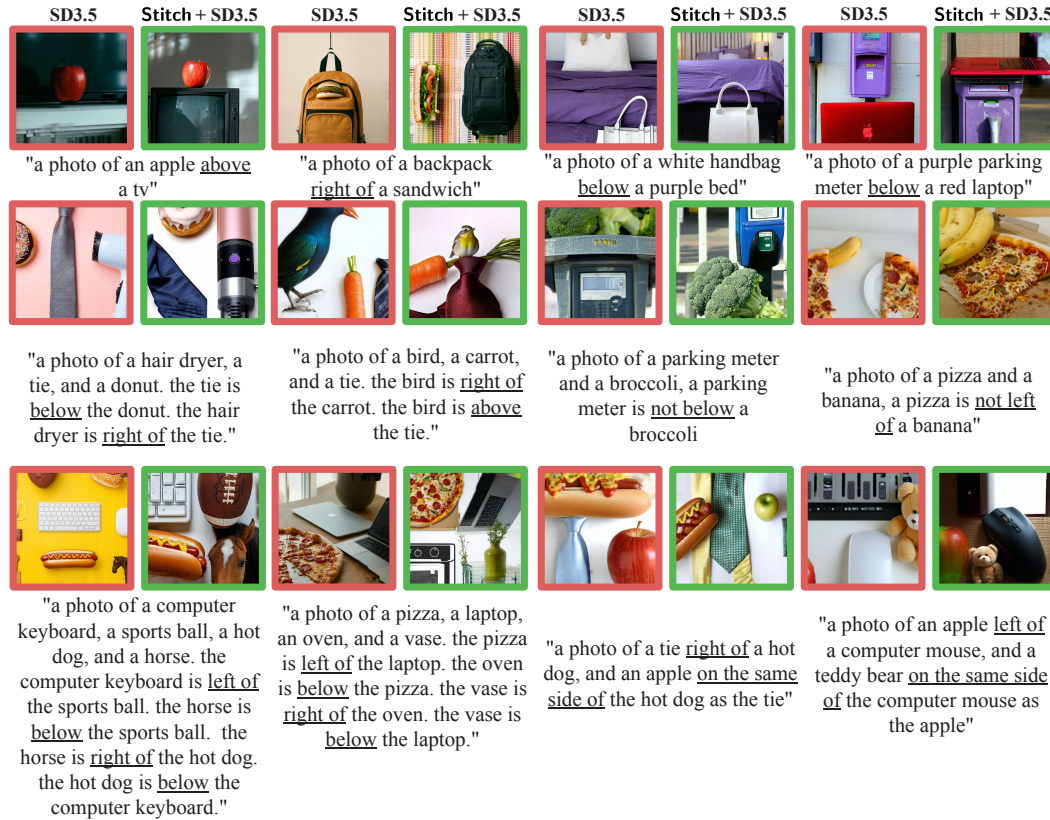 SD3.5 Stitch + SD3.5 SD3.5 Stitch + SD3.5 SD3.5 Stitch + SD3.5 SD3.5 Stitch + SD3.5
"a photo of an apple above
a tv"
"a photo of a backpack
right of a sandwich"
"a photo of a white handbag
below a purple bed"
"a photo of a purple parking
meter below a red laptop"
"a photo of a hair dryer, a
tie, and a donut. the tie is
below the donut. the hair
dryer is right of the tie."
"a photo of a bird, a carrot,
and a tie. the bird is right of
the carrot. the bird is above
the tie."
"a photo of a parking meter
and a broccoli, a parking
meter is not below a
broccoli
"a photo of a pizza and a
banana, a pizza is not left
of a banana"
"a photo of a computer
keyboard, a sports ball, a hot
dog, and a horse. the
computer keyboard is left of
the sports ball. the horse is
below the sports ball. the
horse is right of the hot dog.
the hot dog is below the
computer keyboard."
"a photo of a pizza, a laptop,
an oven, and a vase. the pizza
is left of the laptop. the oven
is below the pizza. the vase is
right of the oven. the vase is
below the laptop."
"a photo of a tie right of a hot
dog, and an apple on the same
side of the hot dog as the tie"
"a photo of an apple left of
a computer mouse, and a
teddy bear on the same side
of the computer mouse as
the apple"